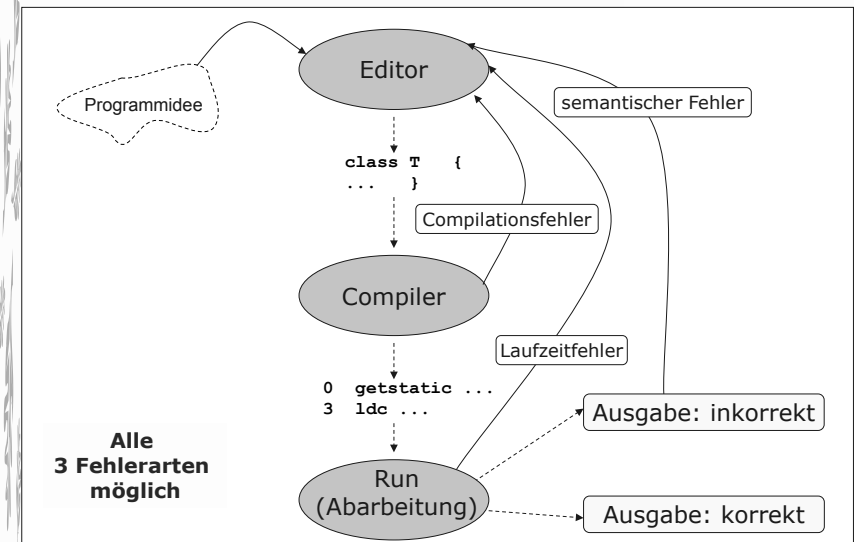 Editor
Programmidee
semantischer Fehler
class T {
... }
Compilationsfehler
Compiler
Laufzeitfehler
0 getstatic ...
3 ldc ...
Ausgabe: inkorrekt
Alle
3 Fehlerarten
möglich
Run
(Abarbeitung)
Ausgabe: korrekt